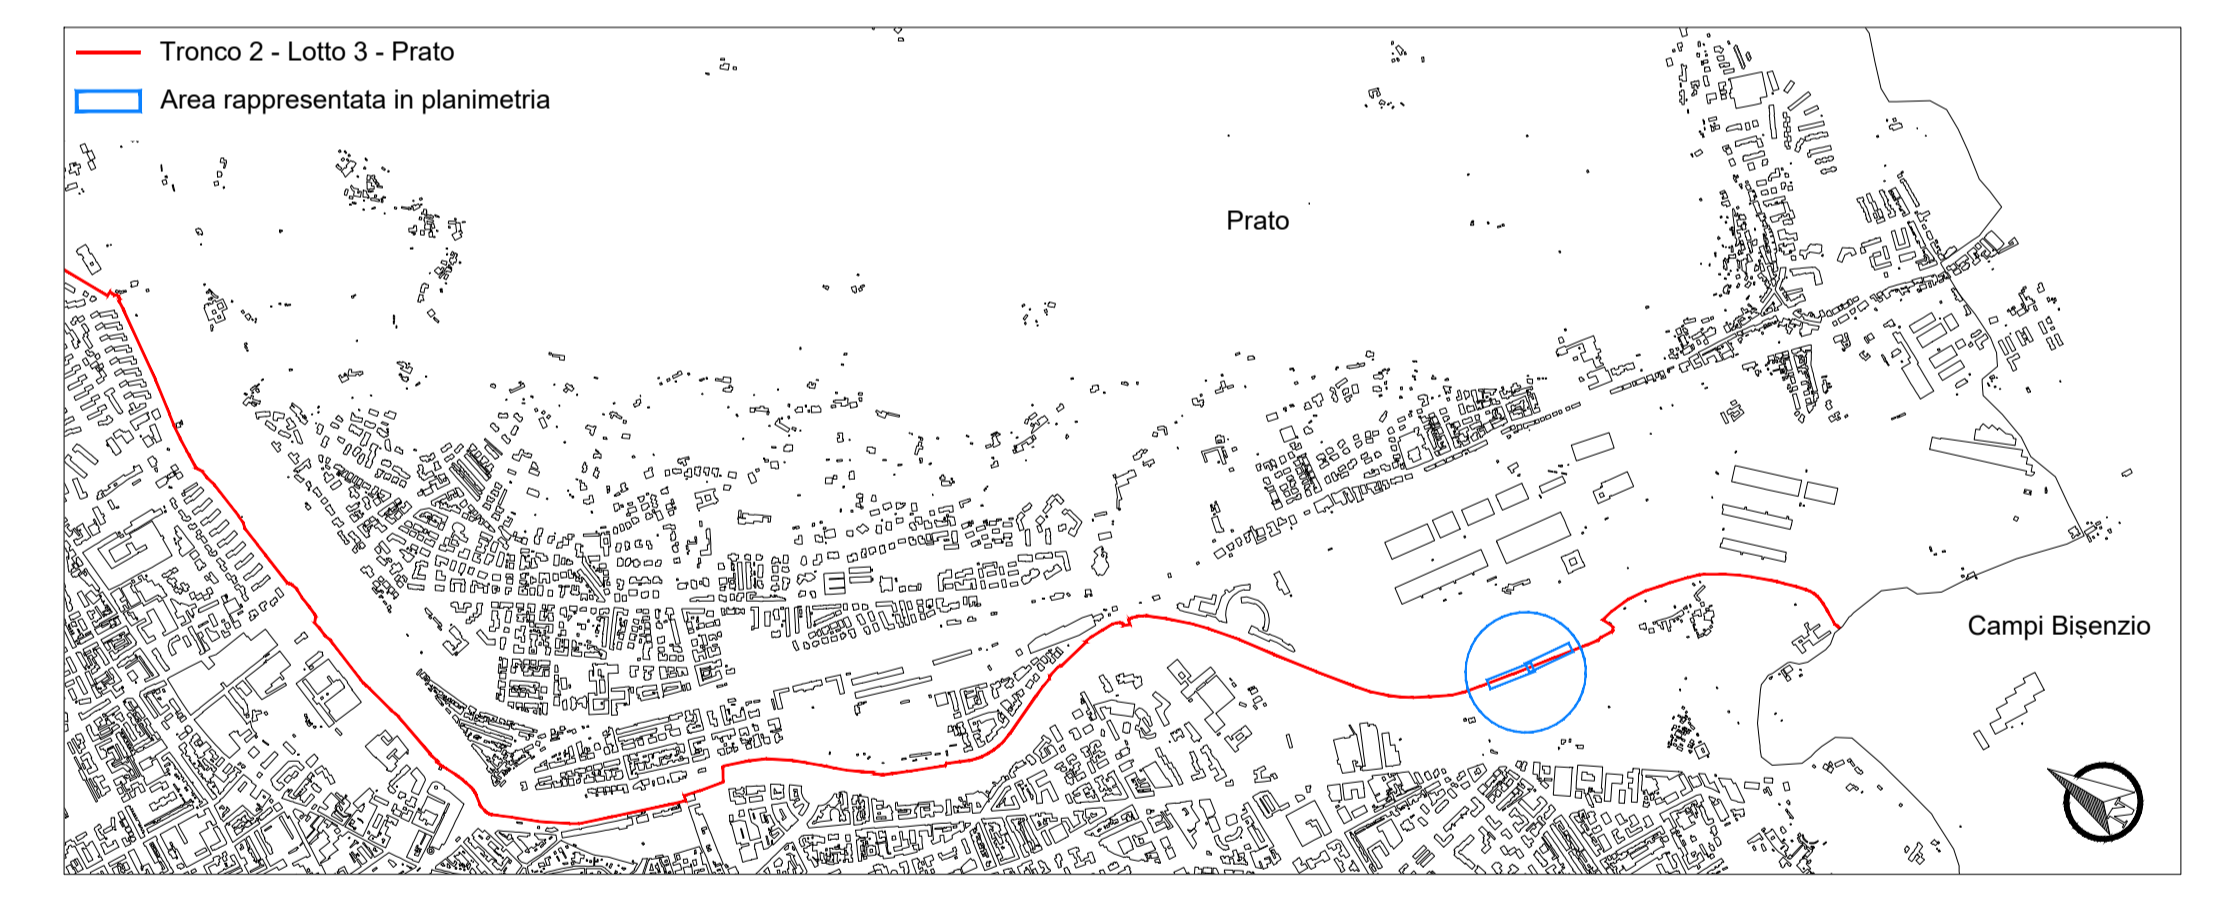 Tronco 2 - Lotto 3 - Prato
Area rappresentata in planimetria
Prato
Campi Bisenzio
N